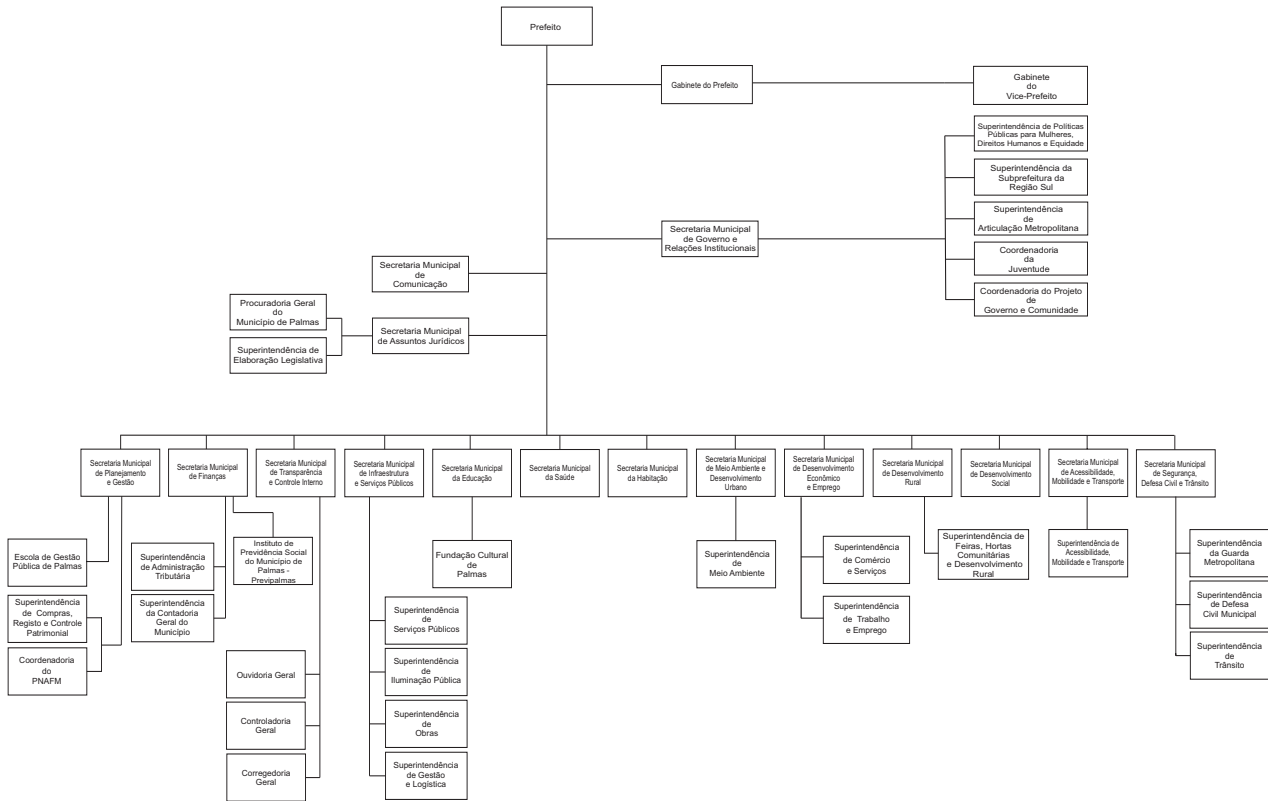 Prefeito
Gabinete do Prefeito
Gabinete
do
Vice-Prefeito
Superintendência de Políticas
Públicas para Mulheres,
Direitos Humanos e Equidade
Superintendência da
Subprefeitura da
Região Sul
Superintendência
de
Articulação Metropolitana
Secretaria Municipal
de Governo e
Relações Institucionais
Coordenadoria
da
Juventude
Coordenadoria do Projeto
de
Governo e Comunidade
Secretaria Municipal
de
Comunicação
Procuradoria Geral
do
Município de Palmas
Superintendência de
Elaboração Legislativa
Secretaria Municipal
de Assuntos Jurídicos
Secretaria Municipal
de Planejamento
e Gestão
Secretaria Municipal
de Finanças
Secretaria Municipal
de Transparência
e Controle Interno
Secretaria Municipal
de Infraestrutura
e Serviços Públicos
Secretaria Municipal
da Educação
Secretaria Municipal
da Saúde
Secretaria Municipal
da Habitação
Secretaria Municipal
de Meio Ambiente e
Desenvolvimento
Urbano
Secretaria Municipal
de Desenvolvimento
Econômico
e Emprego
Secretaria Municipal
de Desenvolvimento
Rural
Secretaria Municipal
de Desenvolvimento
Social
Secretaria Municipal
de Acessibilidade,
Mobilidade e Transporte
Secretaria Municipal
de Segurança,
Defesa Civil e Trânsito
Escola de Gestão
Pública de Palmas
Superintendência
de Compras,
Registo e Controle
Patrimonial
Coordenadoria
do
PNAFM
Superintendência
de Administração
Tributária
Superintendência
da Contadoria
Geral do
Município
Instituto de
Previdência Social
do Município de
Palmas -
Previpalmas
Ouvidoria Geral
Controladoria
Geral
Corregedoria
Geral
Superintendência
de
Serviços Públicos
Superintendência
de
Iluminação Pública
Superintendência
de
Obras
Superintendência
de Gestão
e Logística
Fundação Cultural
de
Palmas
Superintendência
de
Meio Ambiente
Superintendência
de Comércio
e Serviços
Superintendência
de Trabalho
e Emprego
Superintendência de
Feiras, Hortas
Comunitárias
e Desenvolvimento
Rural
Superintendência de
Acessibilidade,
Mobilidade e Transporte
Superintendência
da Guarda
Metropolitana
Superintendência
de Defesa
Civil Municipal
Superintendência
de
Trânsito